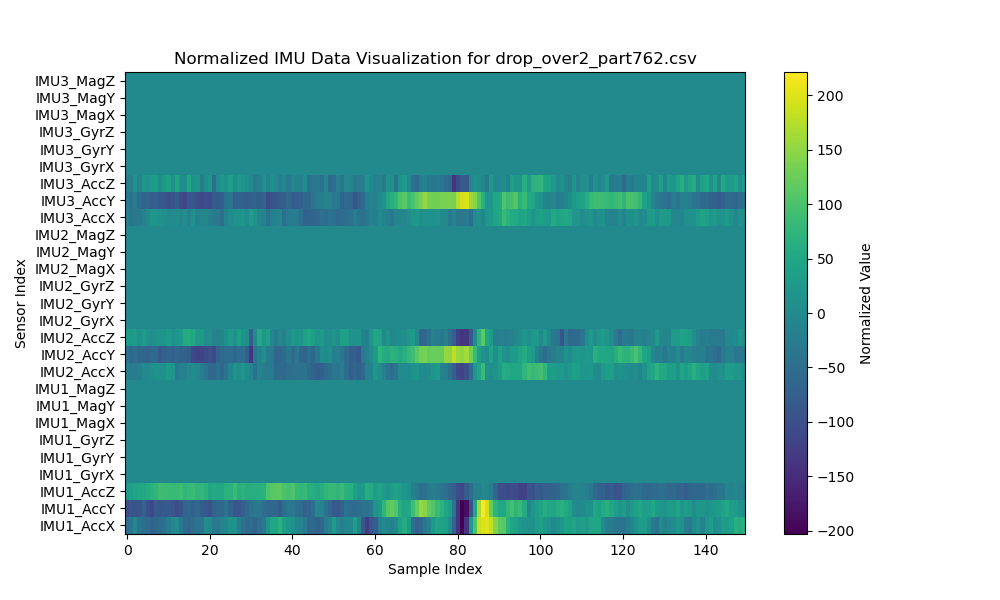 Normalized IMU Data Visualization for drop_over2_part762.csv
IMU3_MagZ
IMU3_MagY
IMU3_MagX
IMU3_GyrZ
IMU3_GyrY
IMU3_GyrX
IMU3_AccZ
IMU3_AccY
IMU3_AccX
IMU2_MagZ
IMU2_MagY
IMU2_MagX
IMU2_GyrZ
IMU2_GyrY
IMU2_GyrX
IMU2_AccZ
IMU2_AccY
IMU2_AccX
IMU1_MagZ
IMU1_MagY
IMU1_MagX
IMU1_GyrZ
IMU1_GyrY
IMU1_GyrX
IMU1_AccZ
IMU1_AccY
IMU1_AccX
Sensor Index
0 20 40 60 80 100 120 140
Sample Index
200
150
100
50
0
−50
−100
−150
−200
Normalized Value